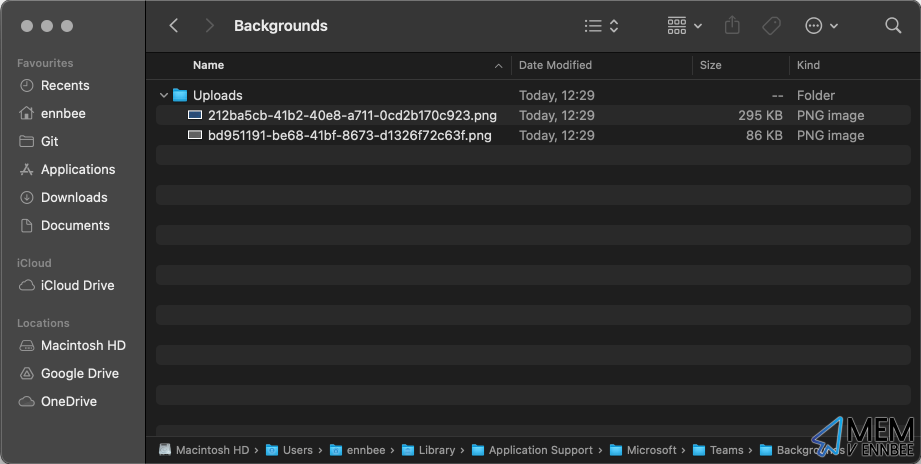 Backgrounds
Favourites
Recents
ennbee
Git
Applications
Downloads
Documents
iCloud
iCloud Drive
Locations
Macintosh HD
Google Drive
OneDrive
Name Date Modified Size Kind
Uploads Today, 12:29 -- Folder
212ba5cb-41b2-40e8-a711-0cd2b170c923.png Today, 12:29 295 KB PNG image
bd951191-be68-41bf-8673-d1326f72c63f.png Today, 12:29 86 KB PNG image
Macintosh HD › Users › ennbee › Library › Application Support › Microsoft › Teams › Backgrounds
MEM
V ENNBEE